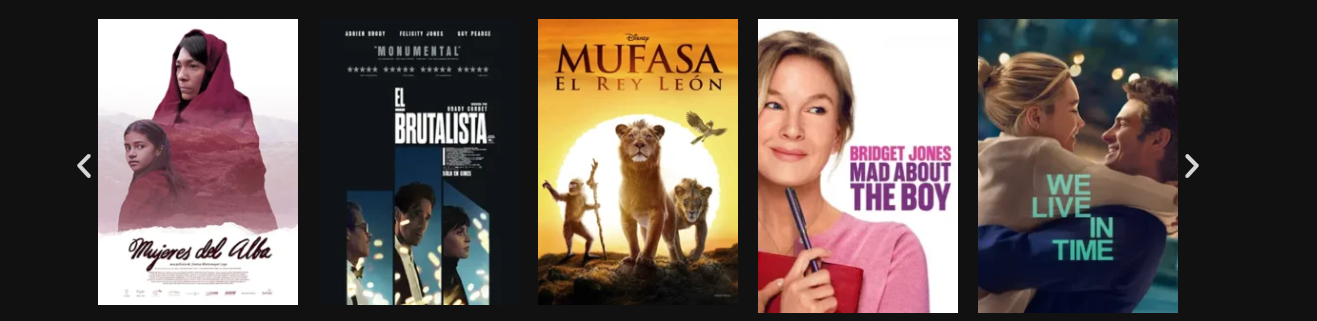 Mujeres del Alba
ADRIEN BRODY FELICITY JONES GUY PEARCE
"MONUMENTAL"
★★★★★ ★★★★★ ★★★★★ ★★★★★
EL
BRUTALISTA
BRADY CORBET
SÓLO EN CINES
Disney
MUFASA
EL REY LEÓN
BRIDGET JONES
MAD ABOUT
THE BOY
WE
LIVE
IN
TIME